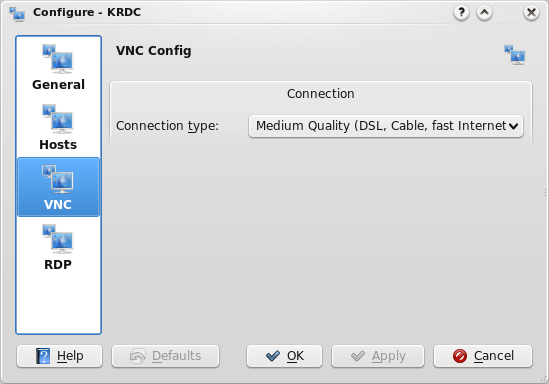 Configure - KRDC
General
Hosts
VNC
RDP
VNC Config
Connection
Connection type: Medium Quality (DSL, Cable, fast Internet
Help Defaults OK Apply Cancel